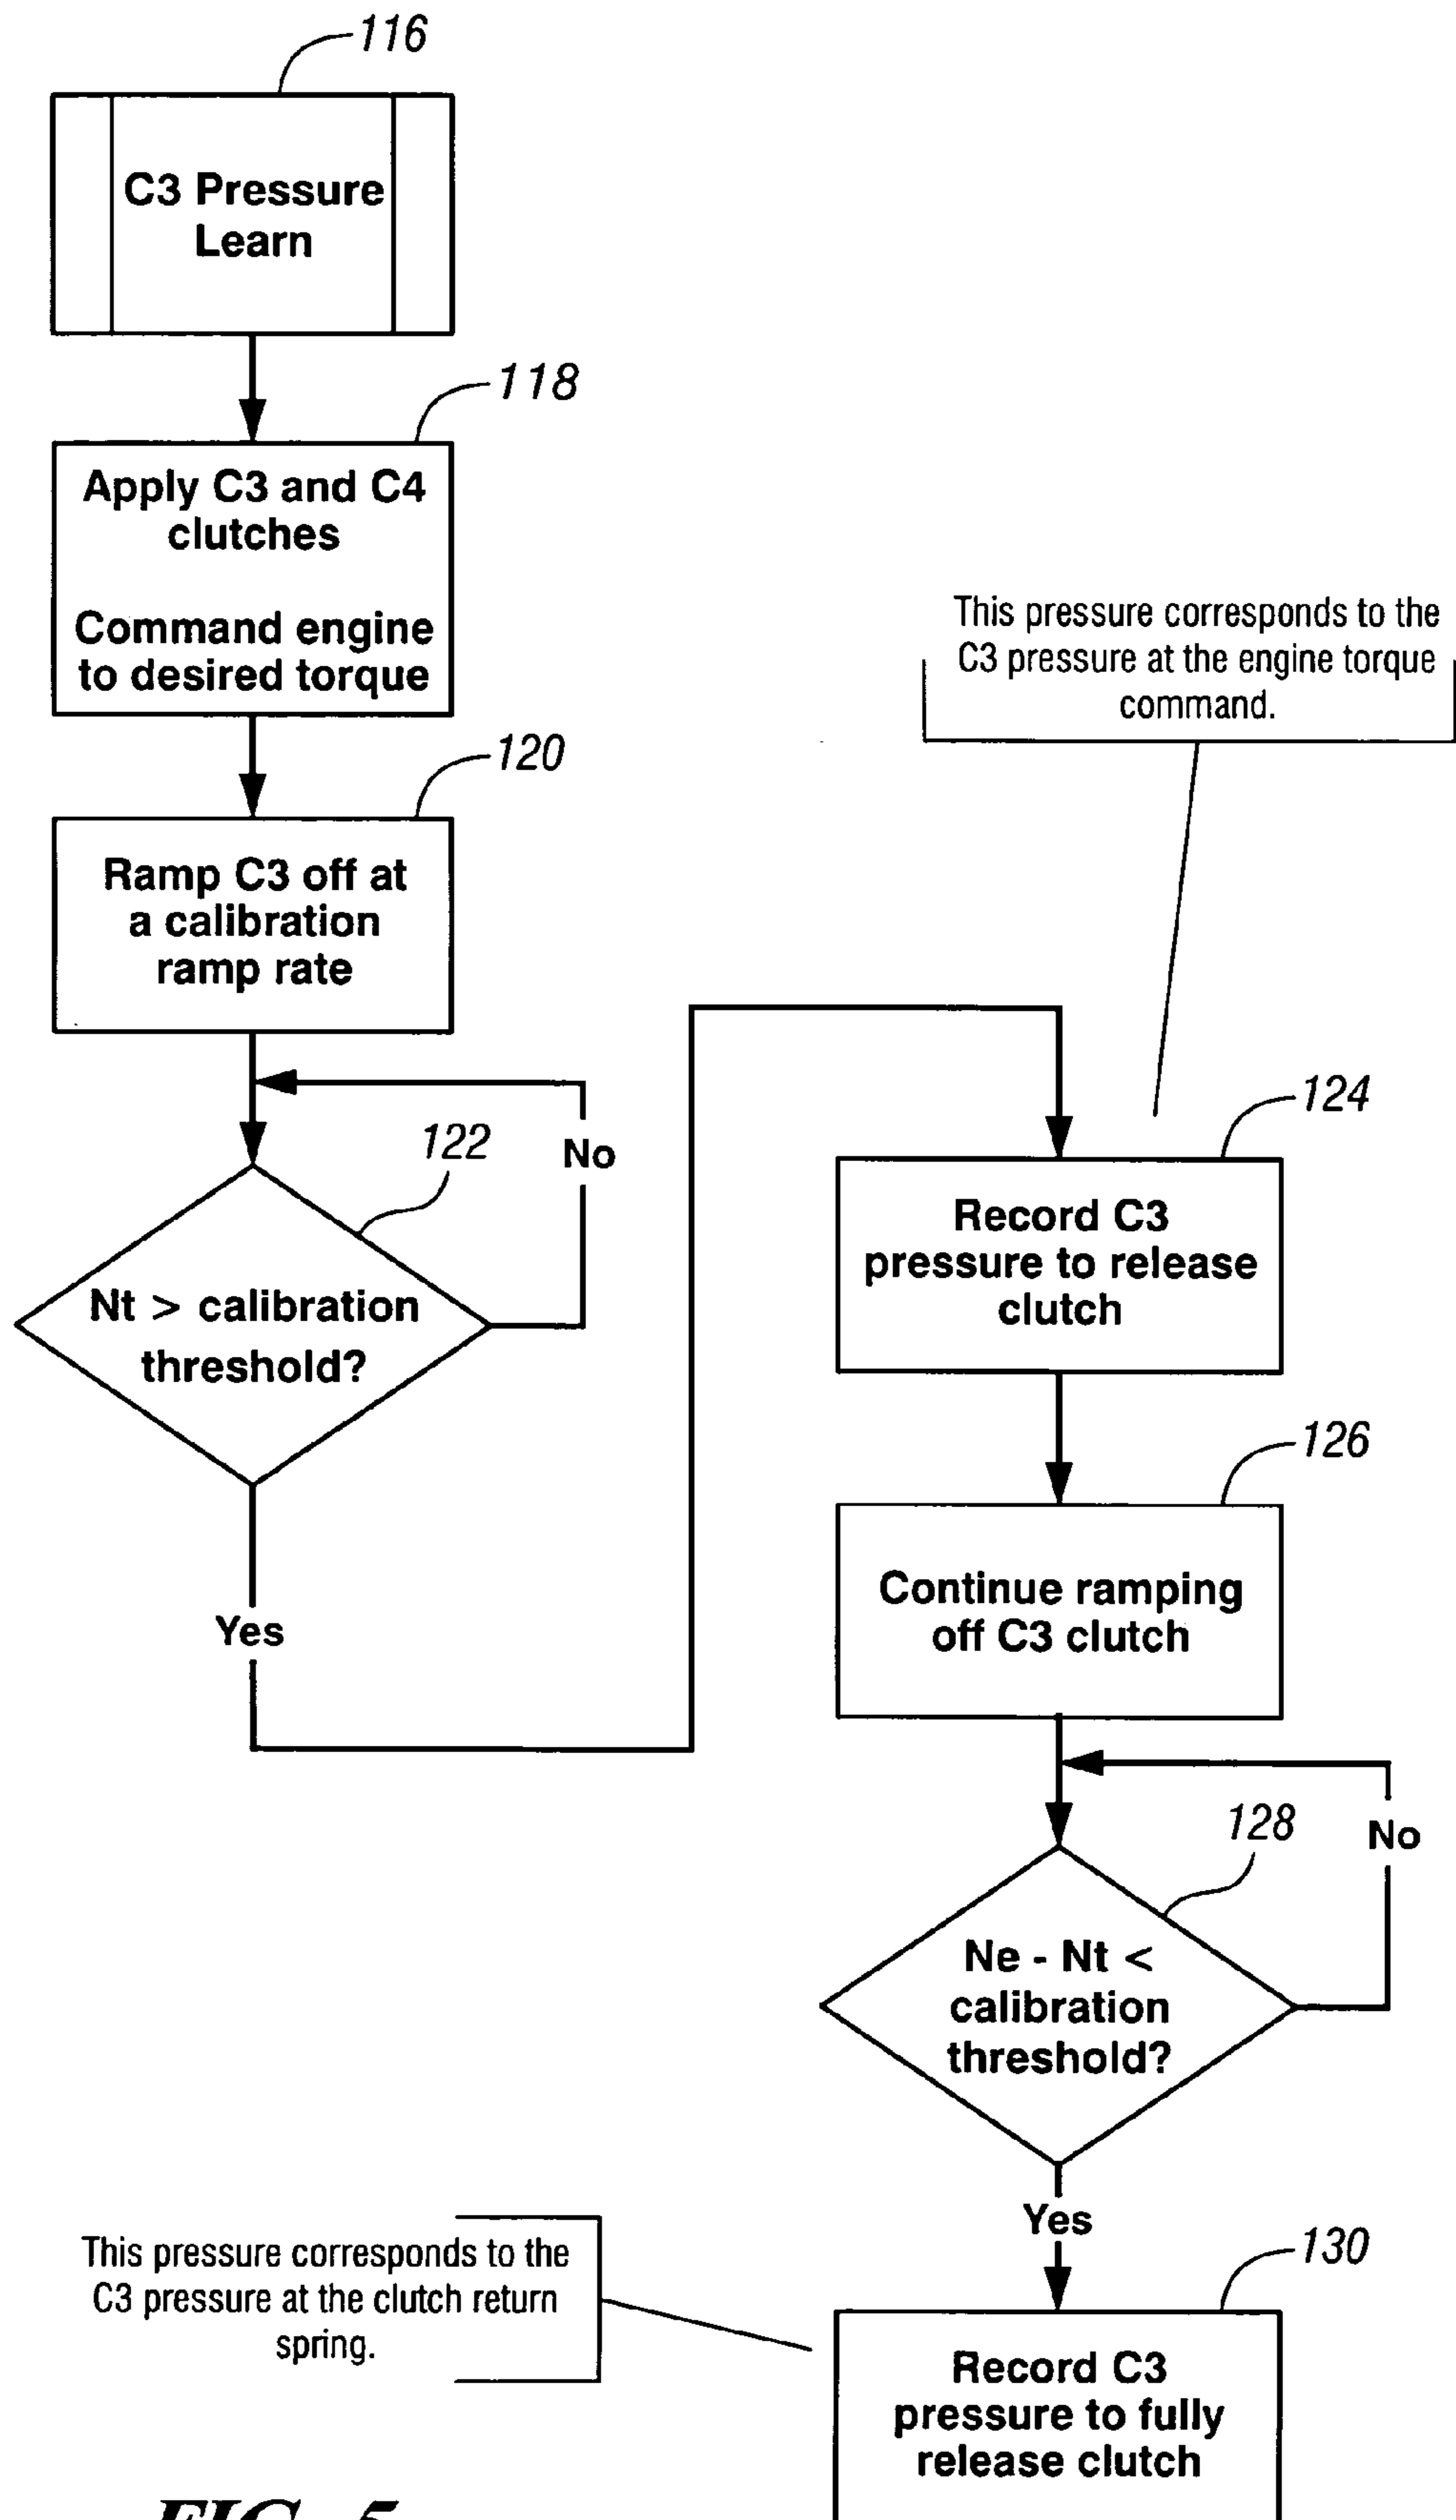 116
C3 Pressure
Learn
118
Apply C3 and C4
clutches
Command engine
to desired torque
120
Ramp C3 off at
a calibration
ramp rate
122
No
Nt > calibration
threshold?
Yes
This pressure corresponds to the
C3 pressure at the engine torque
command.
124
Record C3
pressure to release
clutch
126
Continue ramping
off C3 clutch
128
No
Ne - Nt <
calibration
threshold?
Yes
130
This pressure corresponds to the
C3 pressure at the clutch return
spring.
Record C3
pressure to fully
release clutch
FIG. 5